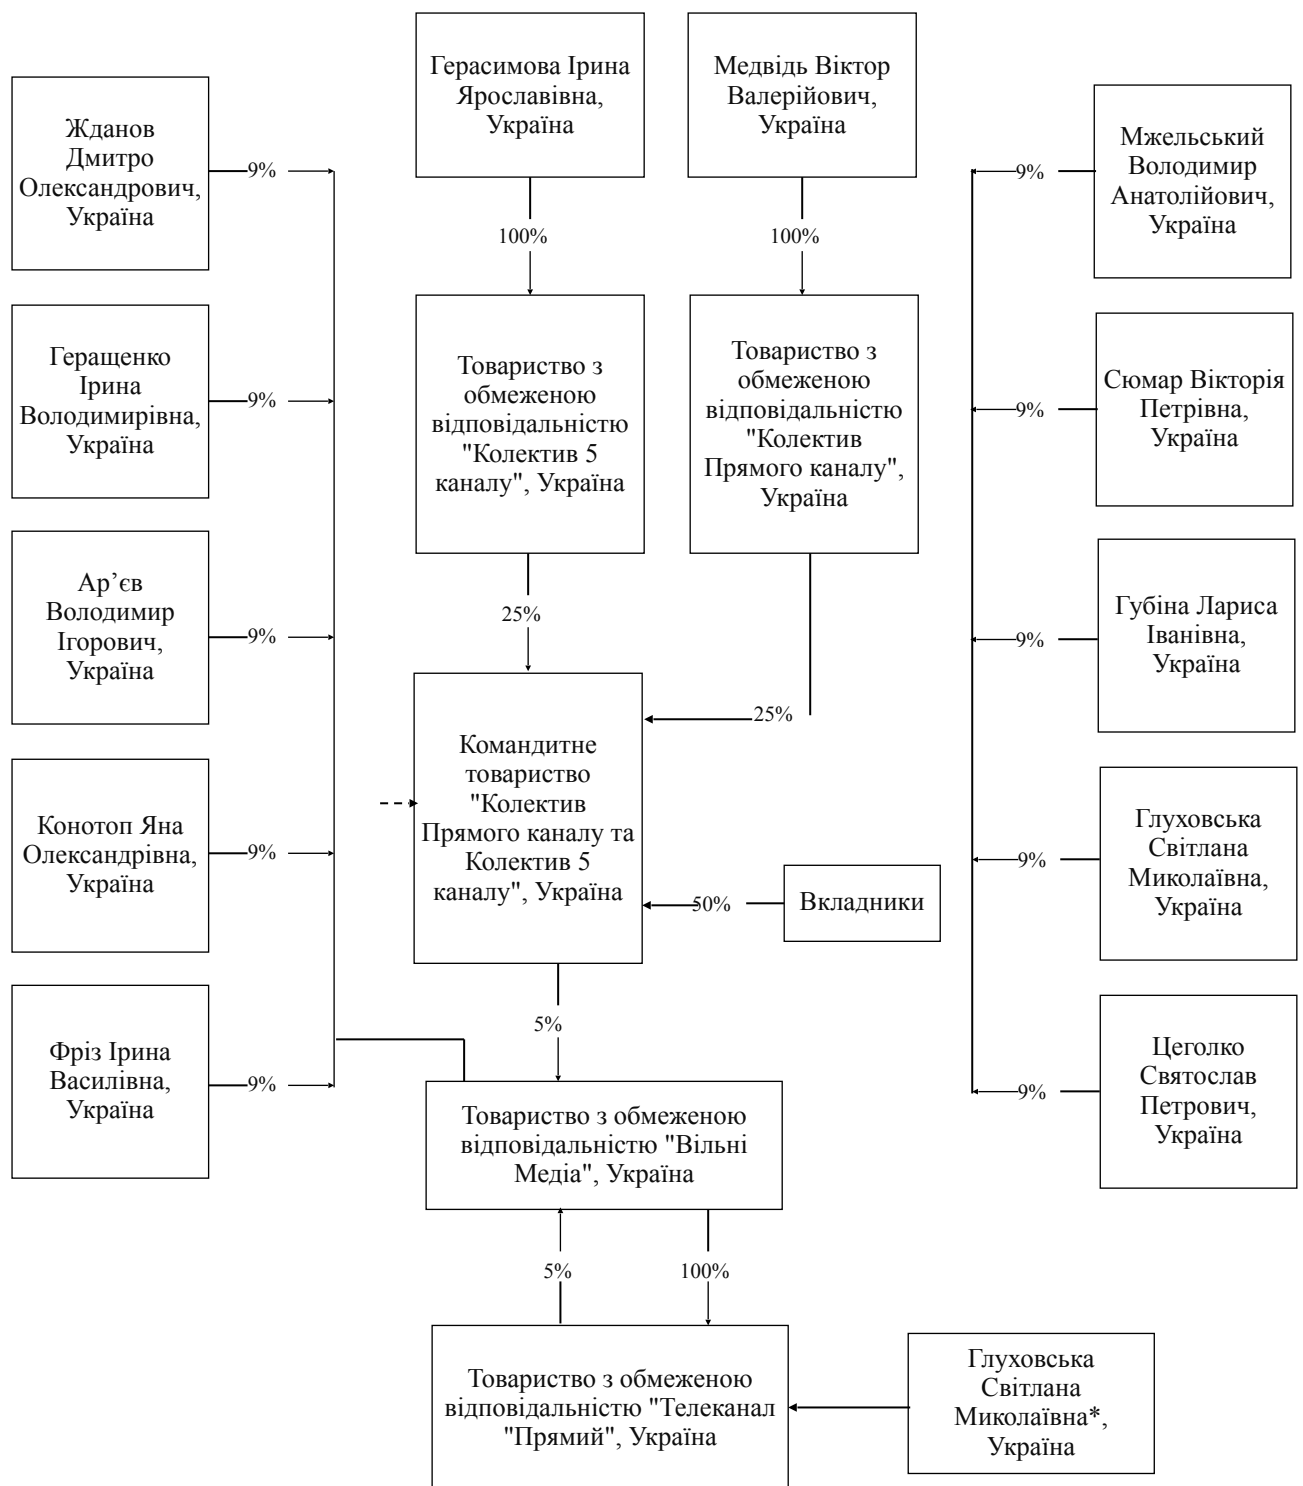 Герасимова Ірина
Ярославівна,
Україна
Медвідь Віктор
Валерійович,
Україна
Жданов
Дмитро
Олександрович,
Україна
9%
9%
Мжельський
Володимир
Анатолійович,
Україна
100%
100%
Геращенко
Ірина
Володимирівна,
Україна
9%
Товариство з
обмеженою
відповідальністю
"Колектив 5
каналу", Україна
Товариство з
обмеженою
відповідальністю
"Колектив
Прямого каналу",
Україна
9%
Сюмар Вікторія
Петрівна,
Україна
Ар’єв
Володимир
Ігорович,
Україна
9%
25%
9%
Губіна Лариса
Іванівна,
Україна
25%
Командитне
товариство
"Колектив
Прямого каналу та
Колектив 5
каналу", Україна
Конотоп Яна
Олександрівна,
Україна
9%
9%
Глуховська
Світлана
Миколаївна,
Україна
50%
Вкладники
5%
Фріз Ірина
Василівна,
Україна
9%
9%
Цеголко
Святослав
Петрович,
Україна
Товариство з обмеженою
відповідальністю "Вільні
Медіа", Україна
5%
100%
Товариство з обмеженою
відповідальністю "Телеканал
"Прямий", Україна
Глуховська
Світлана
Миколаївна*,
Україна